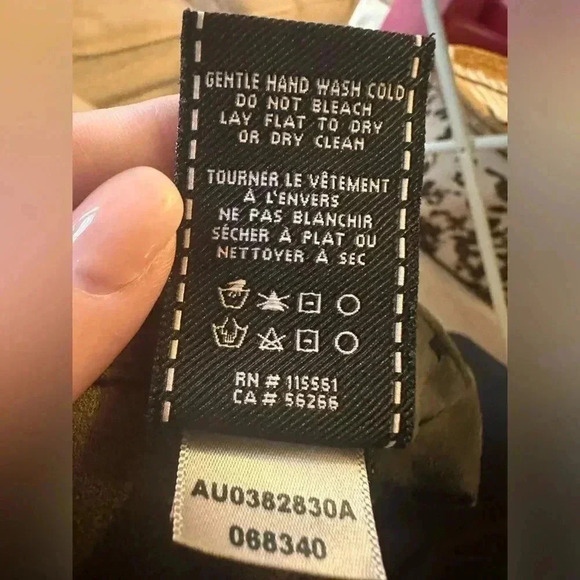 GENTLE HAND WASH COLD
DO NOT BLEACH
LAY FLAT TO DRY
OR DRY CLEAN
TOURNER LE VÊTEMENT
À L'ENVERS
NE PAS BLANCHIR
SÉCHER À PLAT OU
NETTOYER À SEC
RN # 115551
CA # 56266
AU0382830A
068340